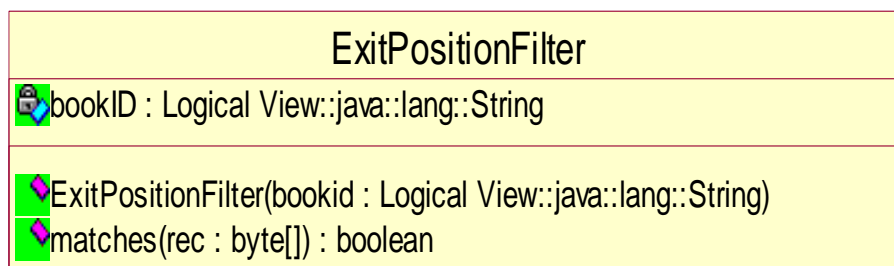 ExitPositionFilter
bookID : Logical View::java::lang::String
ExitPositionFilter(bookid : Logical View::java::lang::String)
matches(rec : byte[]) : boolean